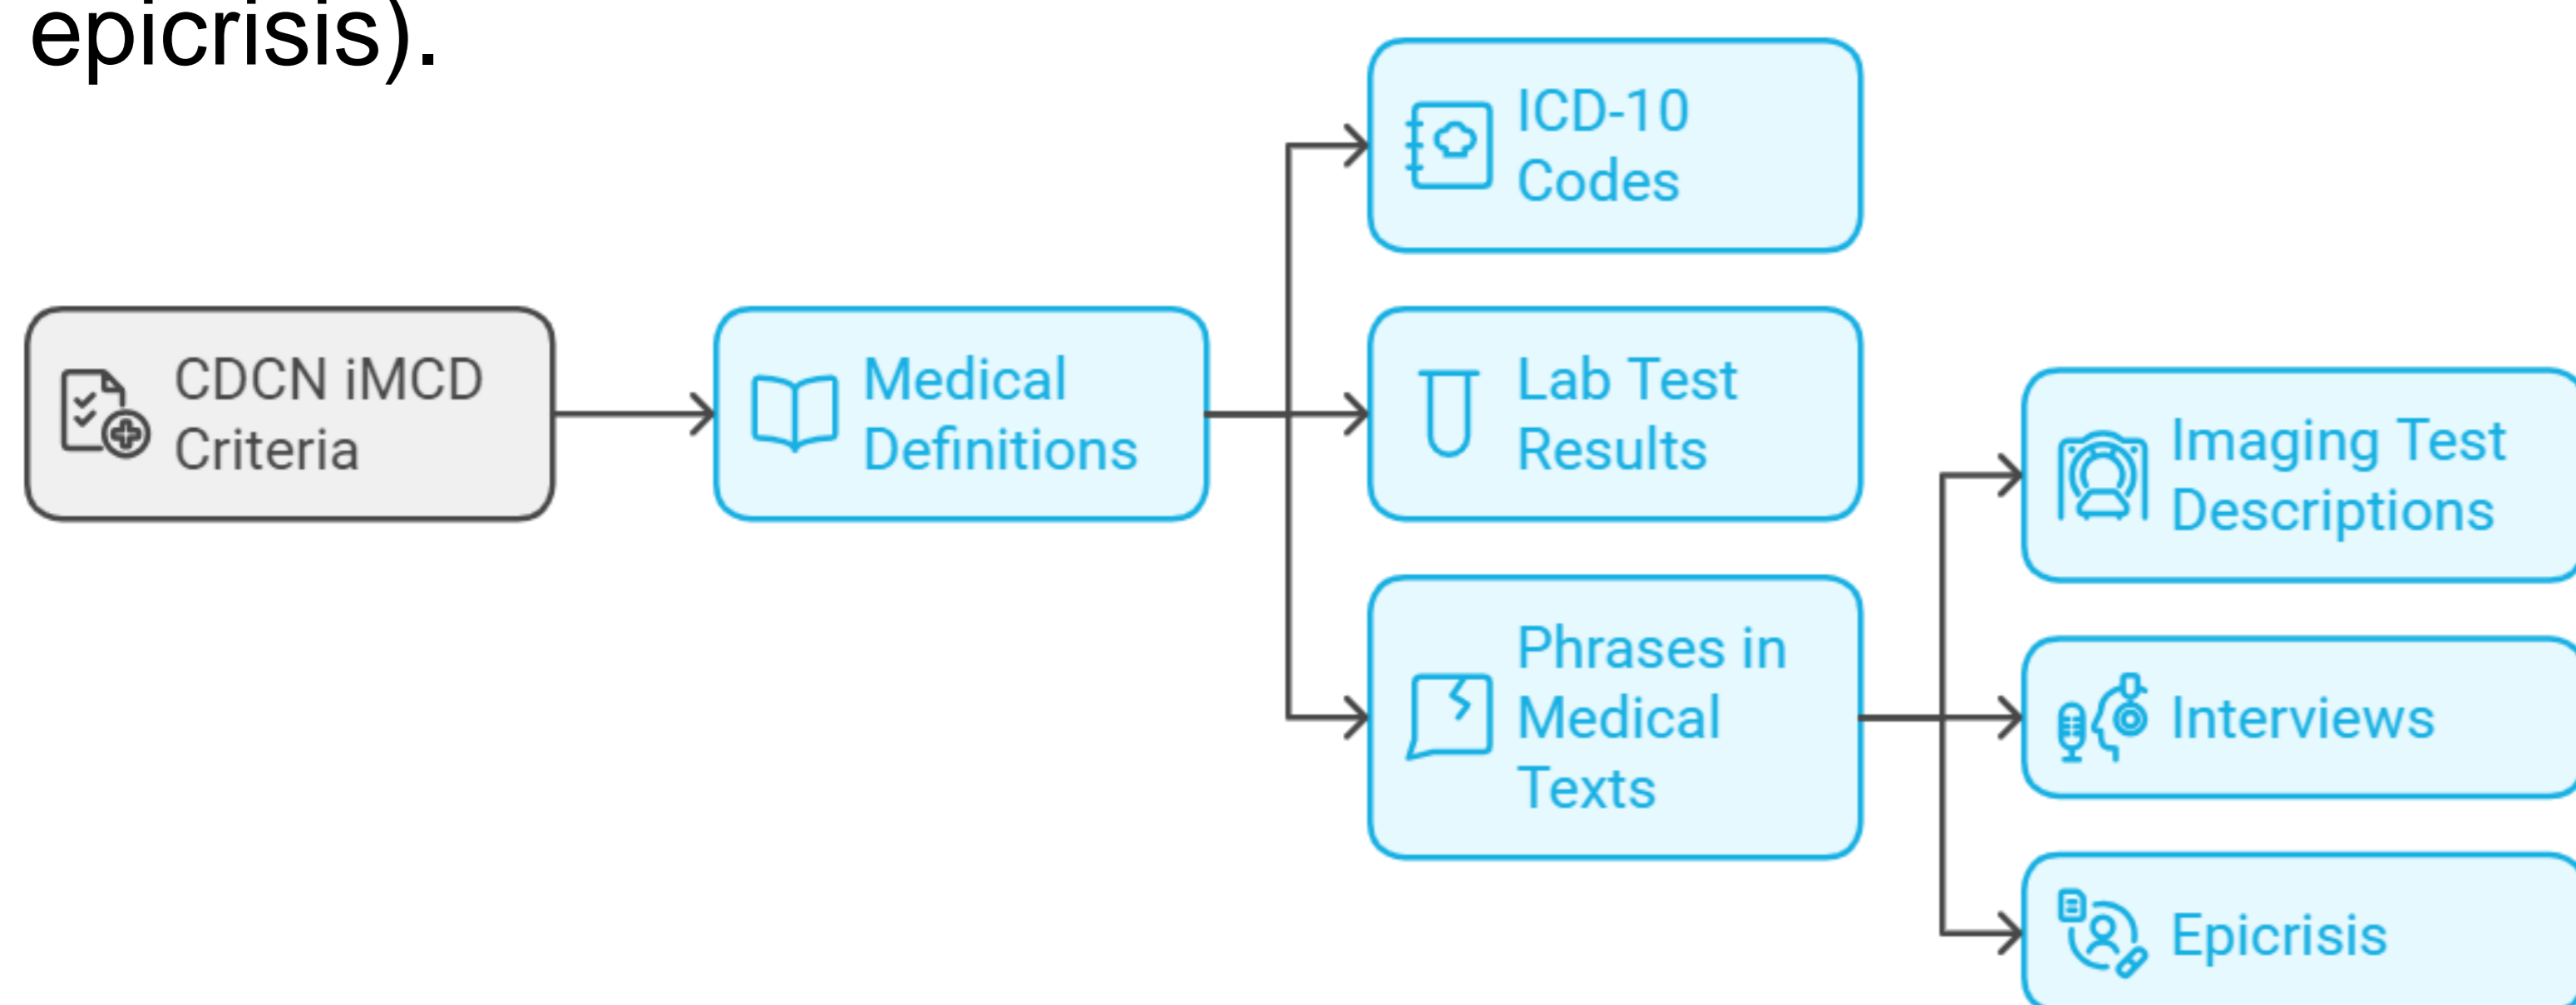 epicrisis).
ICD-10
Codes
CDCN iMCD
Criteria
Medical
Definitions
Lab Test
Results
Phrases in
Medical
Texts
Imaging Test
Descriptions
Interviews
Epicrisis